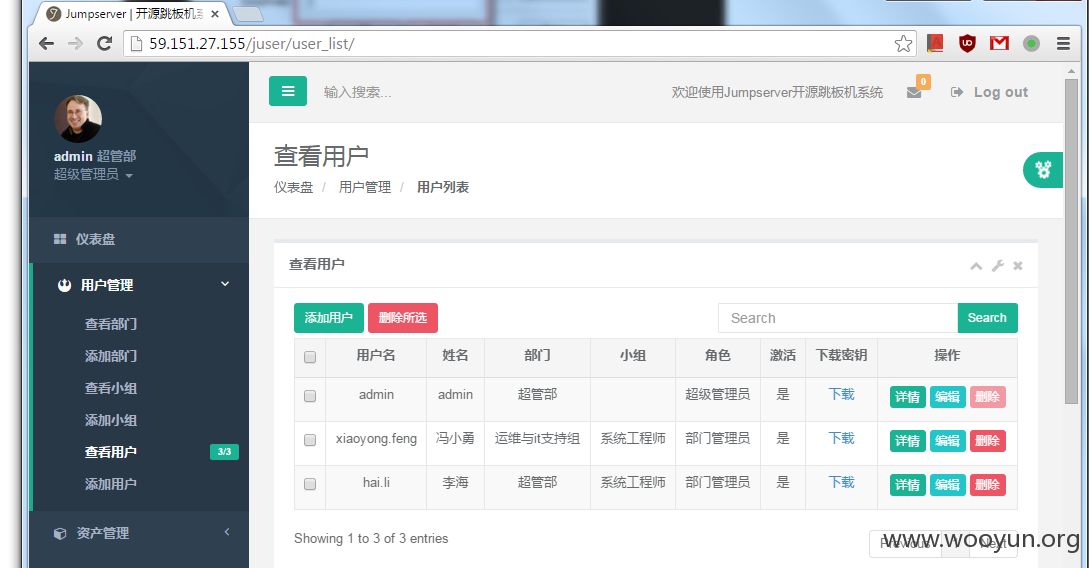 Jumpserver | 开源跳板机系
59.151.27.155/juser/user_list/
admin 超管部
超级管理员
输入搜索...
欢迎使用Jumpserver开源跳板机系统
0
Log out
查看用户
仪表盘 / 用户管理 / 用户列表
仪表盘
用户管理
查看部门
添加部门
查看小组
添加小组
查看用户 3/3
添加用户
资产管理
查看用户
添加用户 删除所选 Search Search
用户名 姓名 部门 小组 角色 激活 下载密钥 操作
admin admin 超管部 超级管理员 是 下载 详情 编辑 删除
xiaoyong.feng 冯小勇 运维与it支持组 系统工程师 部门管理员 是 下载 详情 编辑 删除
hai.li 李海 超管部 系统工程师 部门管理员 是 下载 详情 编辑 删除
Showing 1 to 3 of 3 entries
Previous 1 Next
www.wooyun.org